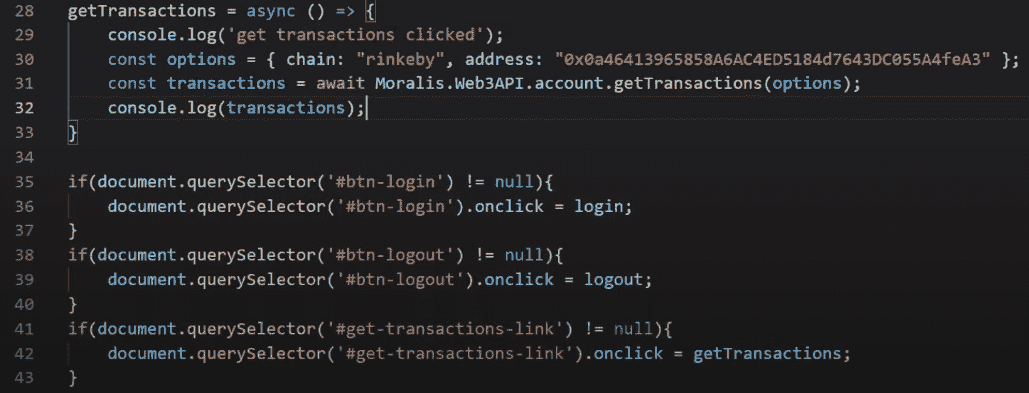 28 getTransactions = async () => {
29     console.log('get transactions clicked');
30     const options = { chain: "rinkeby", address: "0x0a46413965858A6AC4ED5184d7643DC055A4feA3" };
31     const transactions = await Moralis.Web3API.account.getTransactions(options);
32     console.log(transactions);
33 }
34
35 if(document.querySelector('#btn-login') != null){
36     document.querySelector('#btn-login').onclick = login;
37 }
38 if(document.querySelector('#btn-logout') != null){
39     document.querySelector('#btn-logout').onclick = logout;
40 }
41 if(document.querySelector('#get-transactions-link') != null){
42     document.querySelector('#get-transactions-link').onclick = getTransactions;
43 }